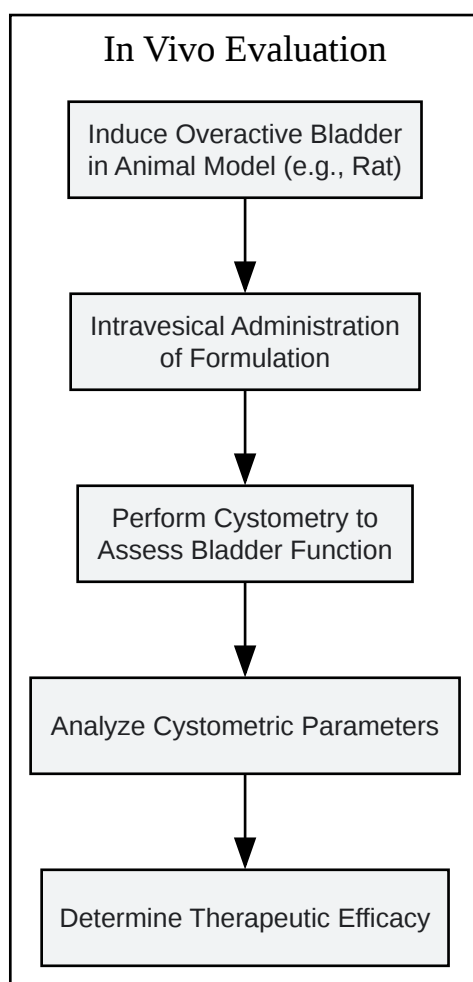 In Vivo Evaluation
Induce Overactive Bladder
in Animal Model (e.g., Rat)
Intravesical Administration
of Formulation
Perform Cystometry to
Assess Bladder Function
Analyze Cystometric Parameters
Determine Therapeutic Efficacy